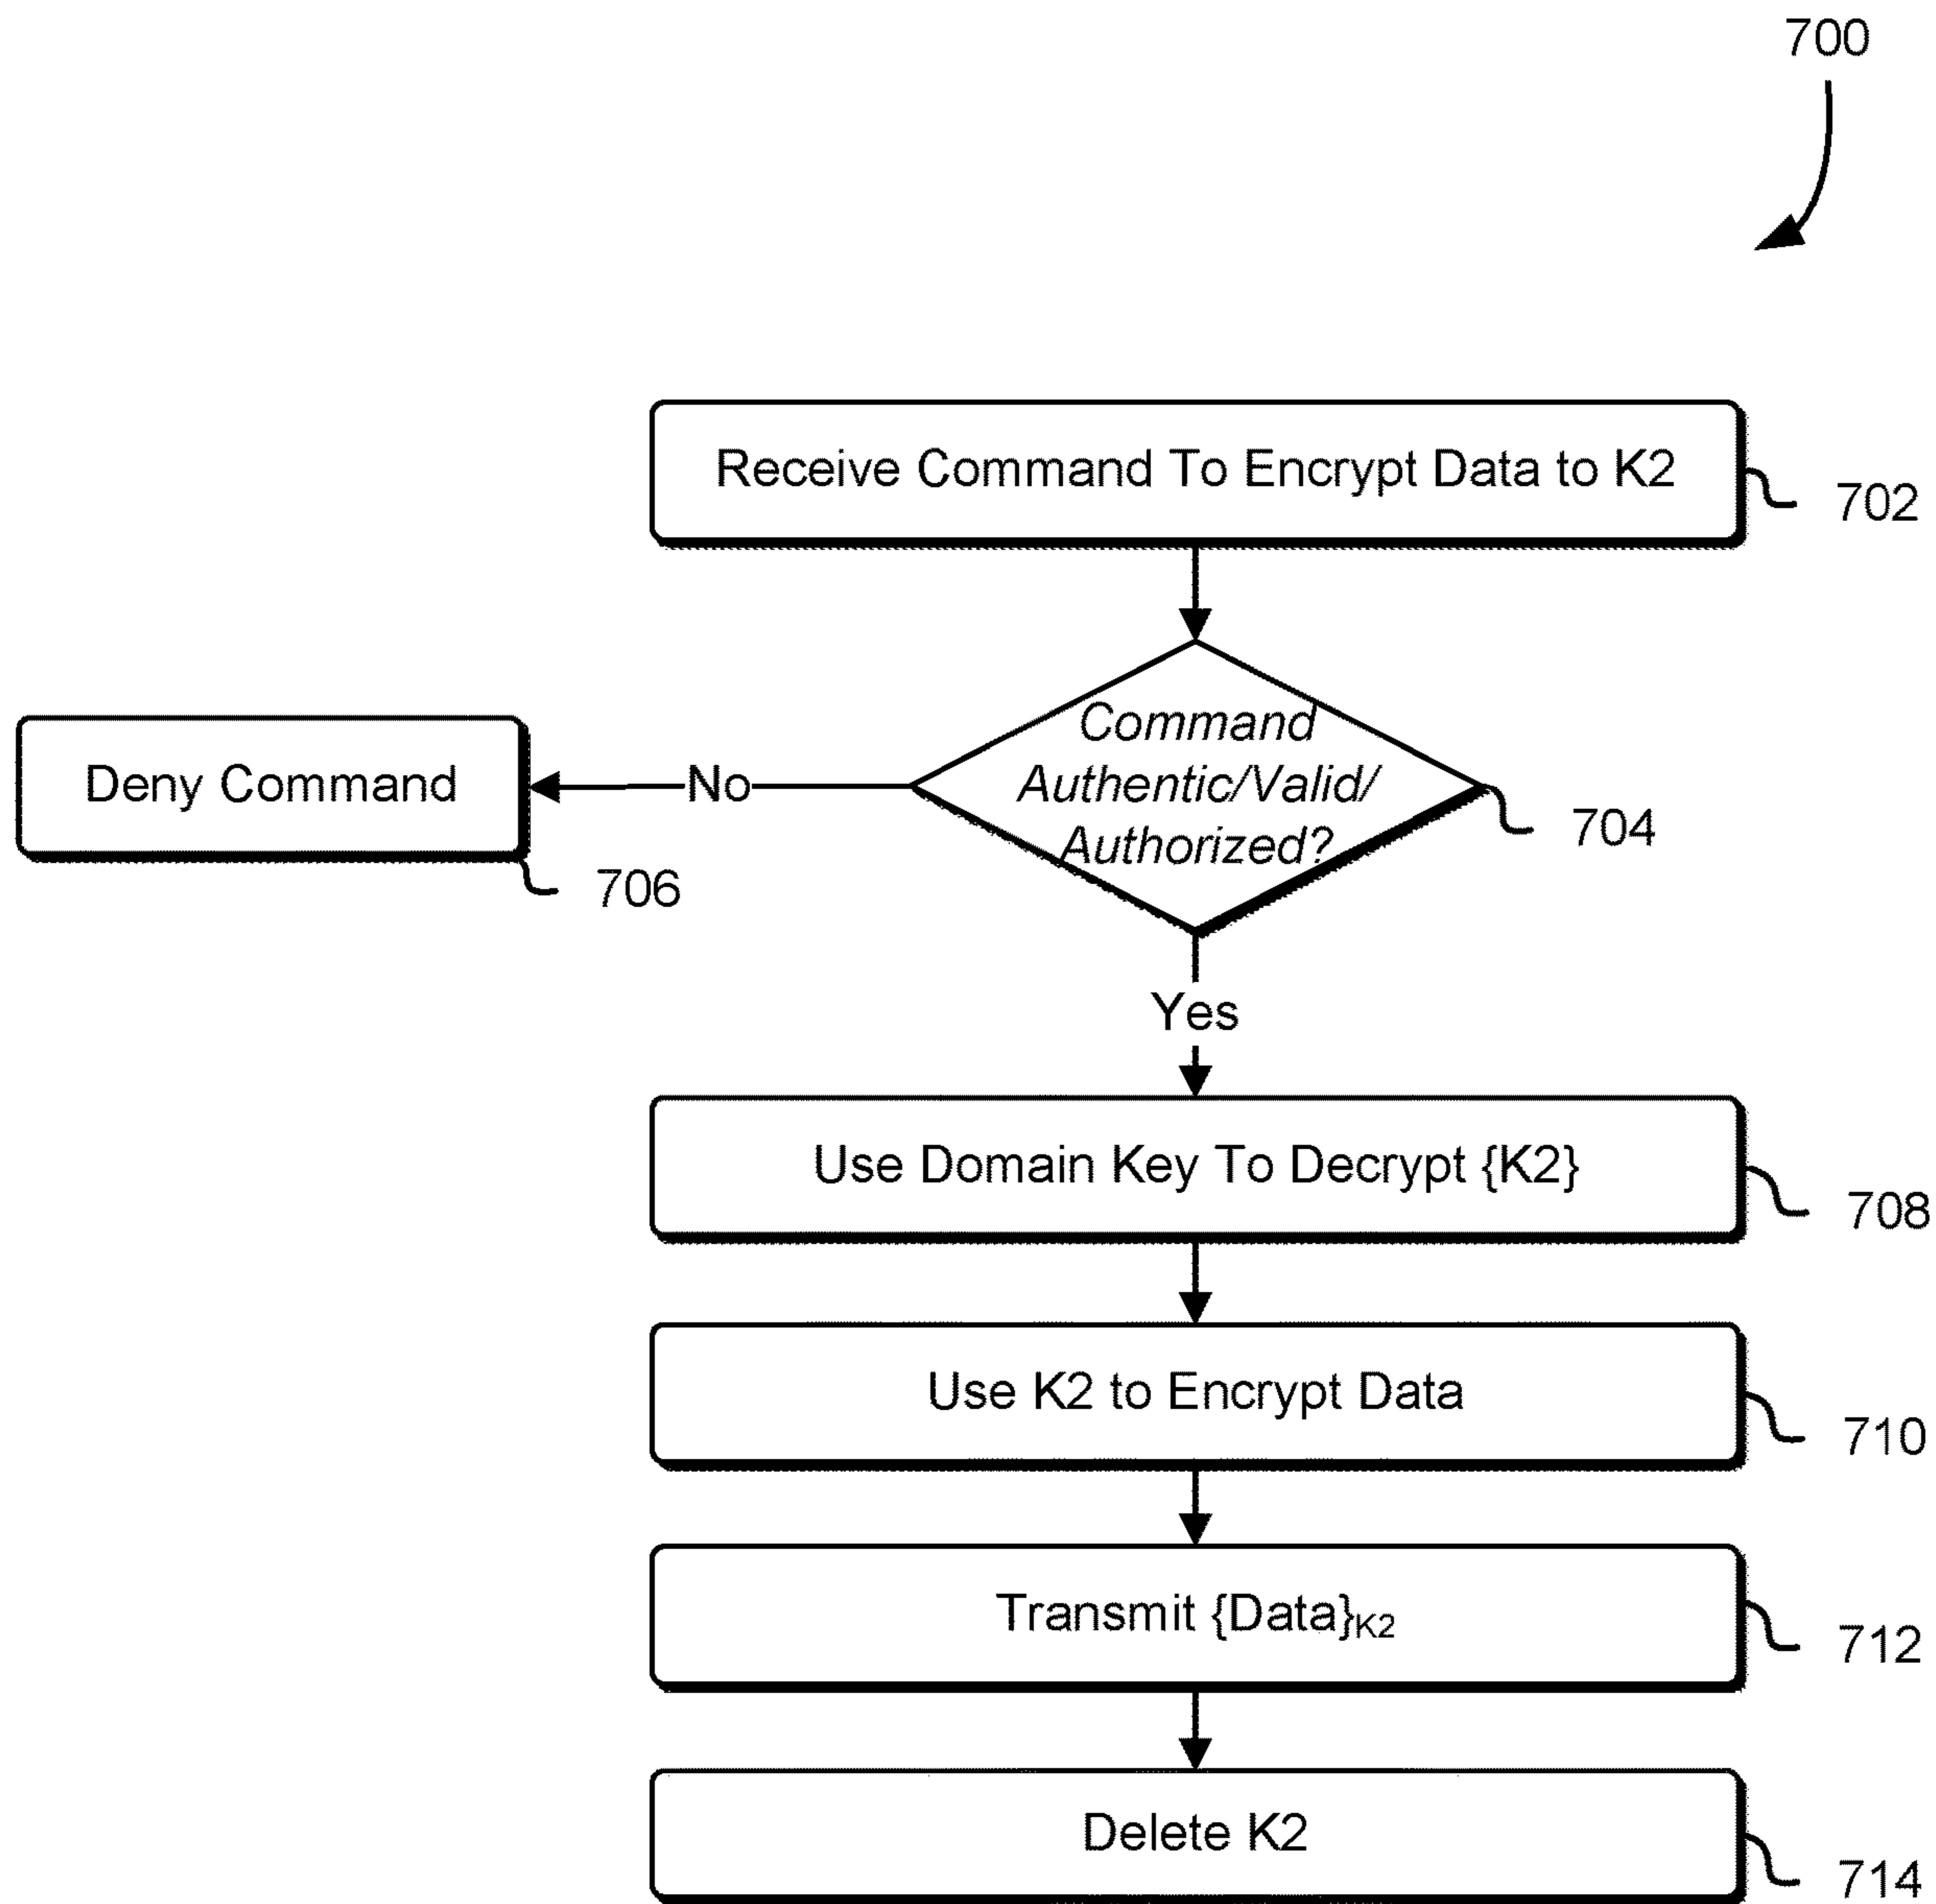 700
Receive Command To Encrypt Data to K2
702
Command
Authentic/Valid/
Authorized?
704
No
Deny Command
706
Yes
Use Domain Key To Decrypt {K2}
708
Use K2 to Encrypt Data
710
Transmit {Data}K2
712
Delete K2
714